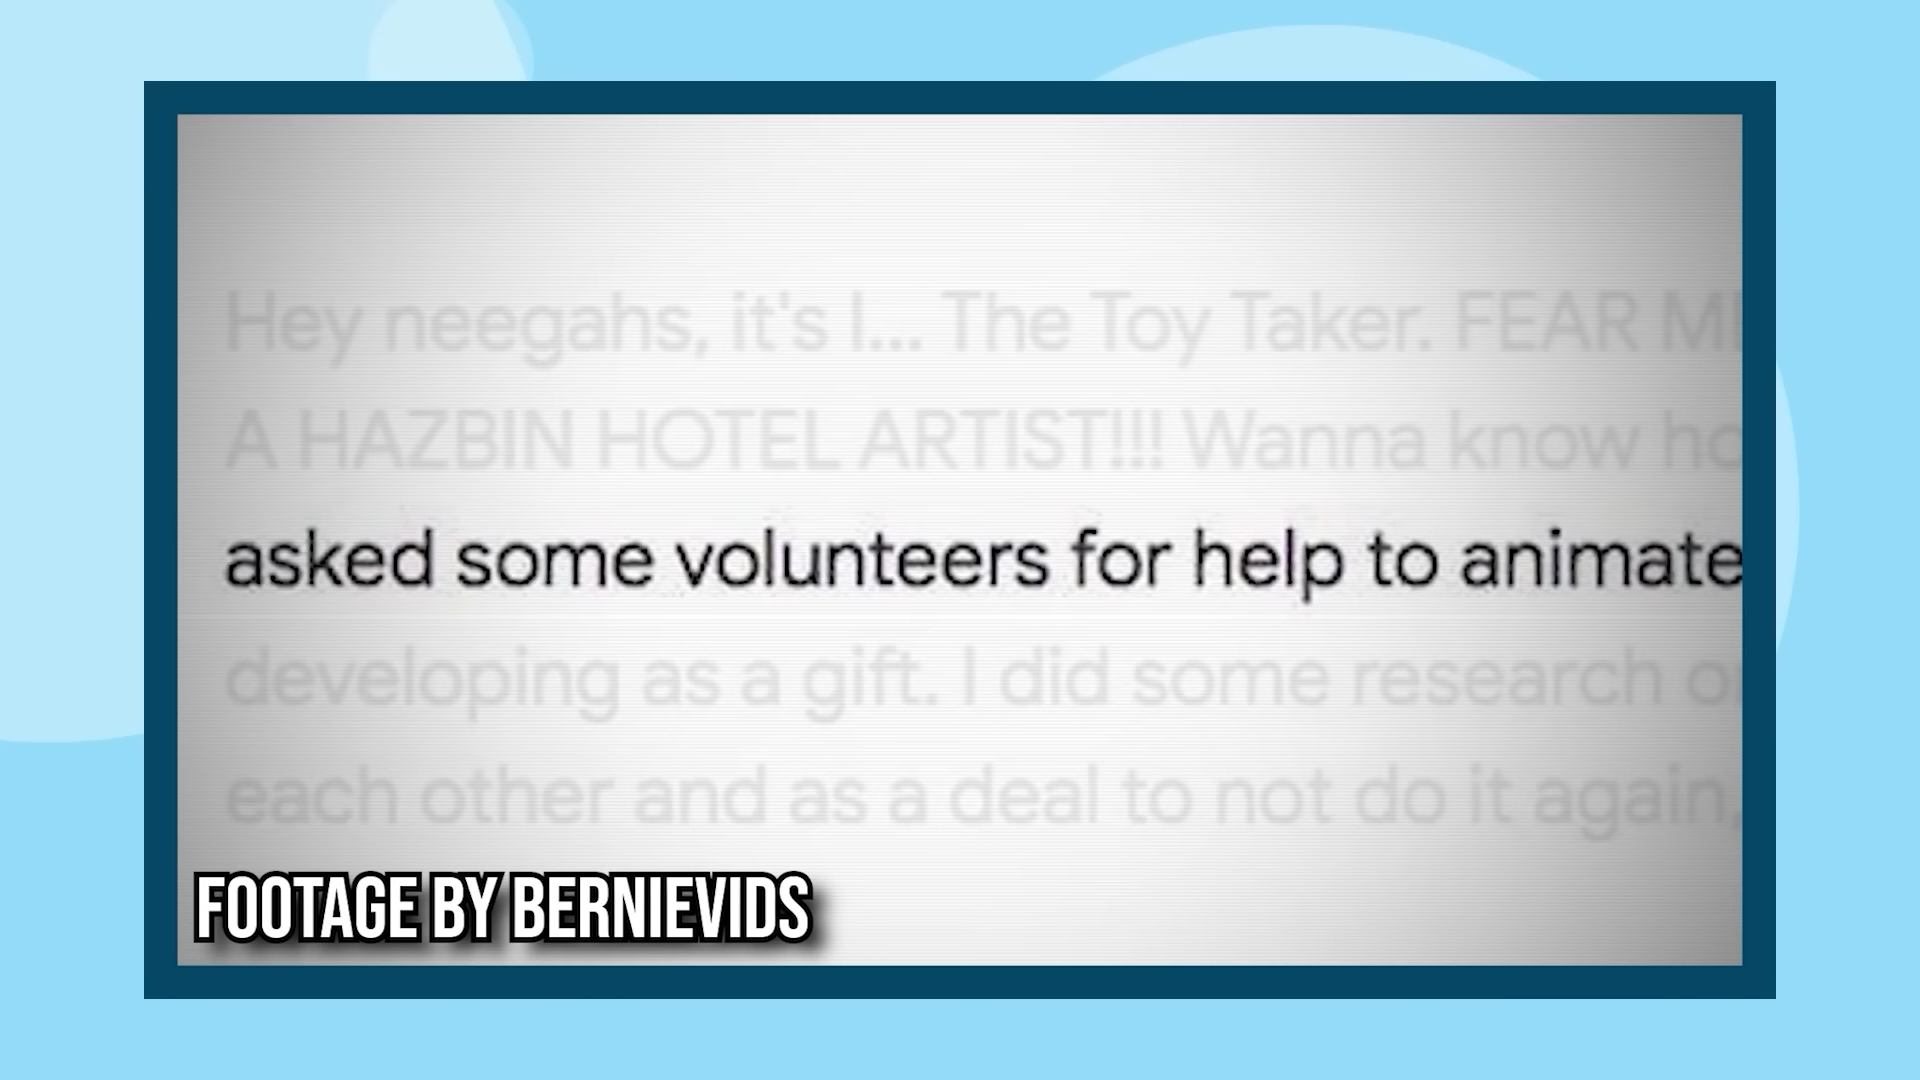 Hey neegahs, it's I... The Toy Taker. FEAR
A HAZBIN HOTEL ARTIST!!! Wanna know
asked some volunteers for help to animate
developing as a gift. I did some research
each other and as a deal to not do it again,
FOOTAGE BY BERNIEVIDS